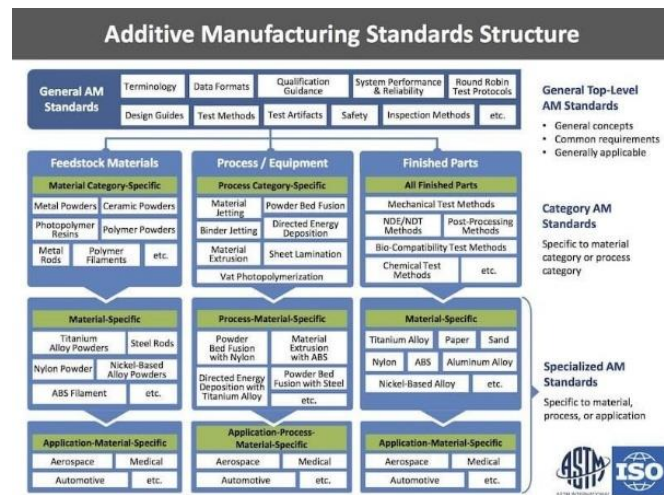 Additive Manufacturing Standards Structure
General AM
Standards
Terminology
Data Formats
Qualification
Guidance
System Performance
& Reliability
Round Robin
Test Protocols
Design Guides
Test Methods
Test Artifacts
Safety
Inspection Methods
etc.
General Top-Level
AM Standards
• General concepts
• Common requirements
• Generally applicable
Feedstock Materials
Material Category-Specific
Metal Powders
Ceramic Powders
Photopolymer
Resins
Polymer Powders
Metal
Rods
Polymer
Filaments
etc.
Process / Equipment
Process Category-Specific
Material
Jetting
Powder Bed Fusion
Binder Jetting
Directed Energy
Deposition
Material
Extrusion
Sheet Lamination
Vat Photopolymerization
Finished Parts
All Finished Parts
Mechanical Test Methods
NDE/NDT
Methods
Post-Processing
Methods
Bio-Compatibility Test Methods
Chemical Test
Methods
etc.
Category AM
Standards
Specific to material
category or process
category
Material-Specific
Titanium
Alloy Powders
Steel Rods
Nylon Powder
Nickel-Based
Alloy Powders
ABS Filament
etc.
Process-Material-Specific
Powder
Bed Fusion
with Nylon
Material
Extrusion
with ABS
Directed Energy
Deposition with
Titanium Alloy
Powder Bed
Fusion with Steel
etc.
Material-Specific
Titanium Alloy
Paper
Sand
Nylon
ABS
Aluminum Alloy
Nickel-Based Alloy
etc.
Specialized AM
Standards
Specific to material,
process, or application
Application-Material-Specific
Aerospace
Medical
Automotive
etc.
Application-Process-
Material-Specific
Aerospace
Medical
Automotive
etc.
Application-Material-Specific
Aerospace
Medical
Automotive
etc.
ASTM
ISO